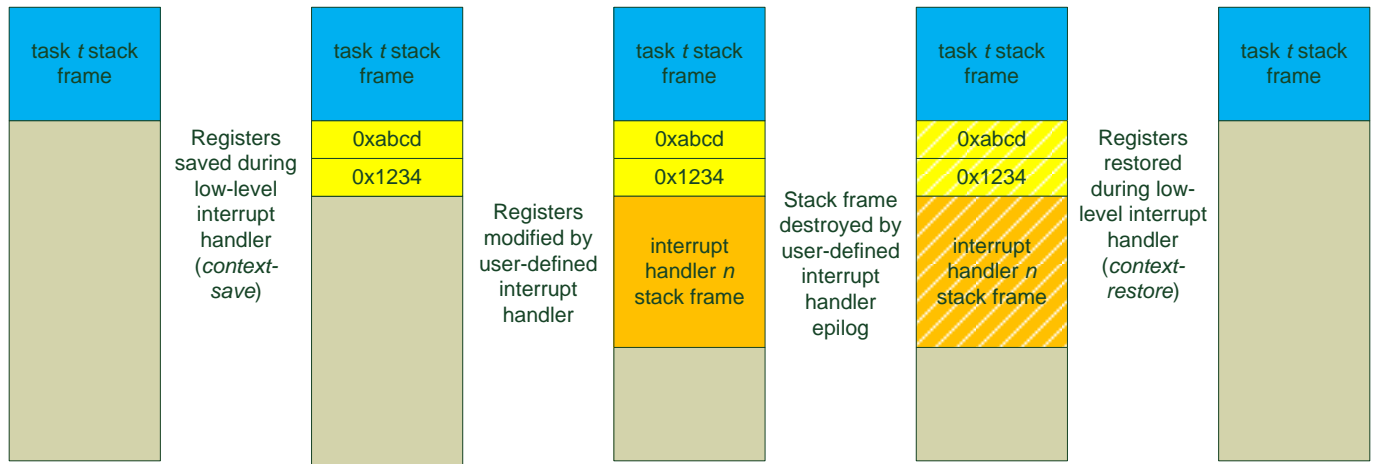 task t stack
frame
Registers
saved during
low-level
interrupt
handler
(context-
save)
task t stack
frame
0xabcd
0x1234
Registers
modified by
user-defined
interrupt
handler
task t stack
frame
0xabcd
0x1234
interrupt
handler n
stack frame
Stack frame
destroyed by
user-defined
interrupt
handler
epilog
task t stack
frame
0xabcd
0x1234
interrupt
handler n
stack frame
Registers
restored
during low-
level interrupt
handler
(context-
restore)
task t stack
frame